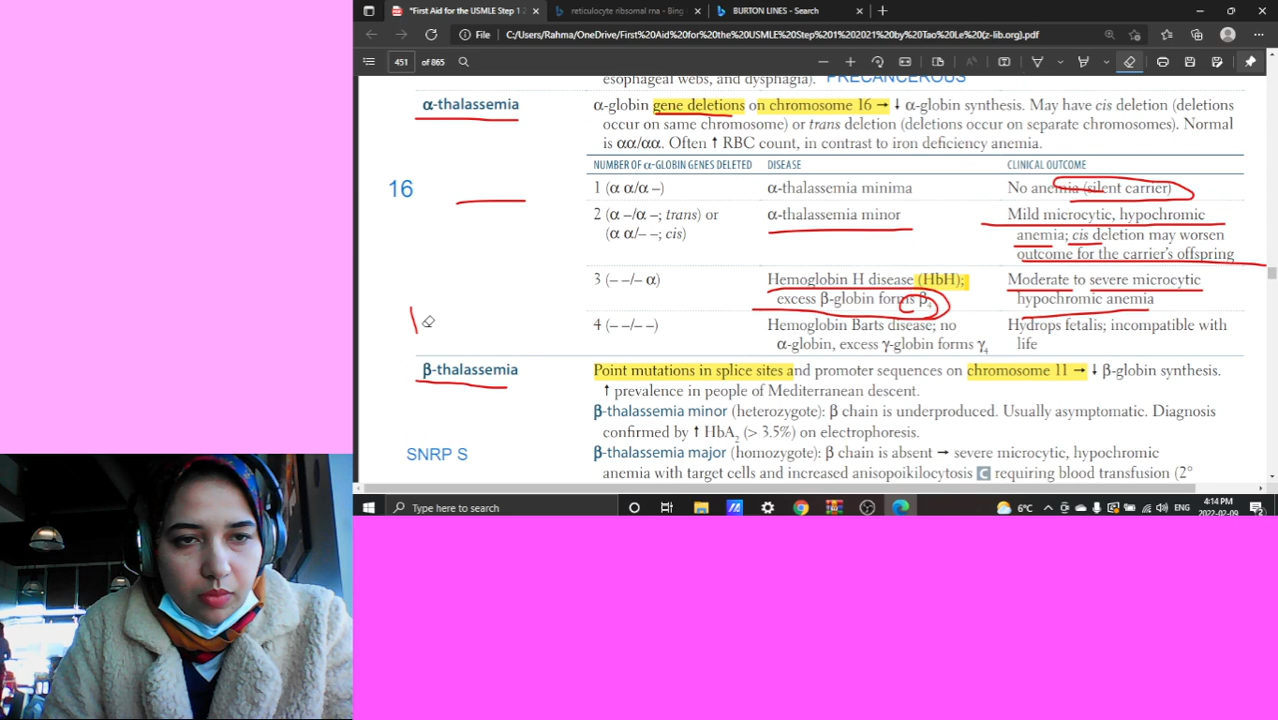 *First Aid for the USMLE Step 1 2
reticulocyte ribsomal rna - Bing
BURTON LINES - Search
File
C:/Users/Rahma/OneDrive/First%20Aid%20for%20the%20USMLE%20Step%201%202021%20by%20Tao%20Le%20(z-lib.org).pdf
451 of 865
esophageal webs, and dysphagia). PRECANCEROUS
α-thalassemia
α-globin gene deletions on chromosome 16 → ↓ α-globin synthesis. May have cis deletion (deletions
occur on same chromosome) or trans deletion (deletions occur on separate chromosomes). Normal
is αα/αα. Often ↑ RBC count, in contrast to iron deficiency anemia.
NUMBER OF α-GLOBIN GENES DELETED DISEASE CLINICAL OUTCOME
16
1 (α α/α –) α-thalassemia minima No anemia (silent carrier)
2 (α –/α –; trans) or α-thalassemia minor Mild microcytic, hypochromic
(α α/– –; cis) anemia; cis deletion may worsen
outcome for the carrier's offspring
3 (– –/– α) Hemoglobin H disease (HbH); Moderate to severe microcytic
excess β-globin forms β4 hypochromic anemia
4 (– –/– –) Hemoglobin Barts disease; no Hydrops fetalis; incompatible with
α-globin, excess γ-globin forms γ4 life
β-thalassemia
Point mutations in splice sites and promoter sequences on chromosome 11 → ↓ β-globin synthesis.
↑ prevalence in people of Mediterranean descent.
β-thalassemia minor (heterozygote): β chain is underproduced. Usually asymptomatic. Diagnosis
confirmed by ↑ HbA2 (> 3.5%) on electrophoresis.
SNRP S
β-thalassemia major (homozygote): β chain is absent → severe microcytic, hypochromic
anemia with target cells and increased anisopoikilocytosis C requiring blood transfusion (2°
Type here to search
6°C
ENG
4:14 PM
2022-02-09